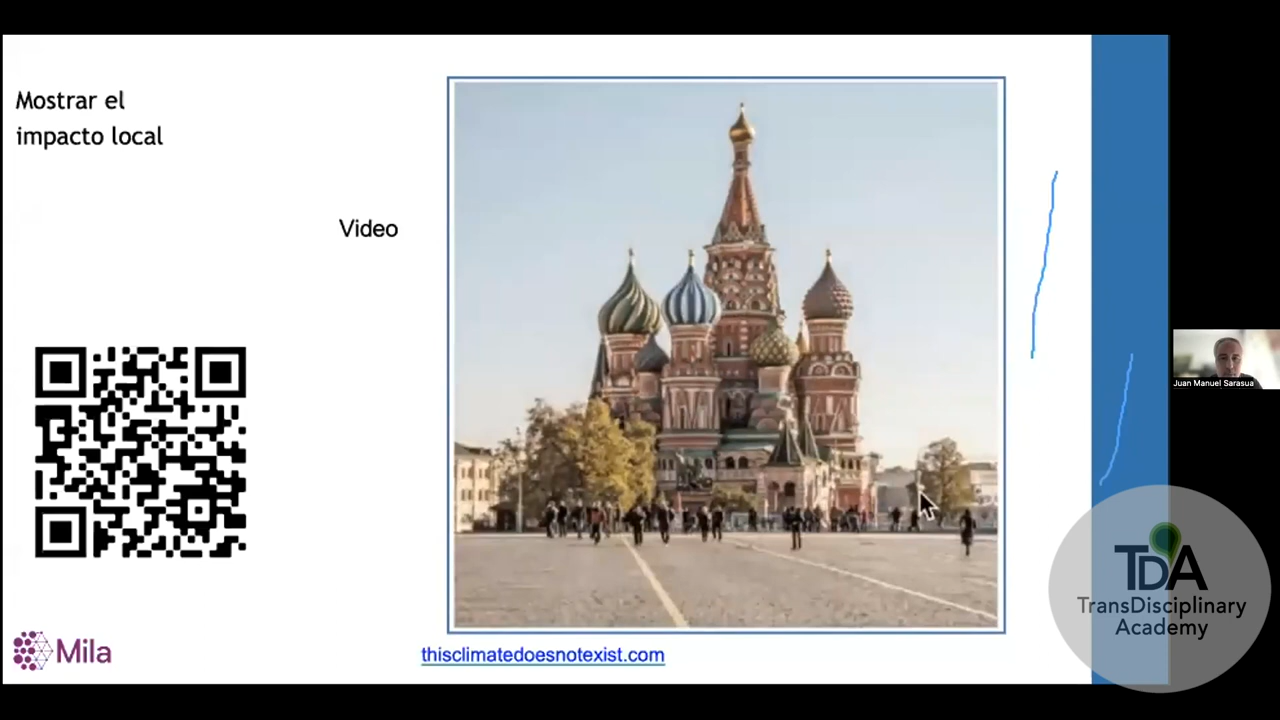 Mostrar el
impacto local
Video
Juan Manuel Sarasua
TDA
TransDisciplinary
Academy
Mila
thisclimatedoesnotexist.com